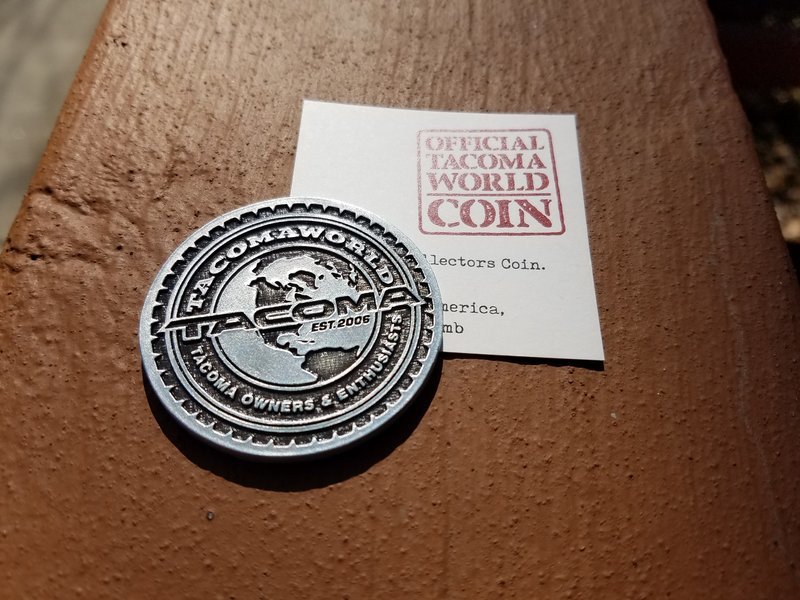 TACOMAWORLD
TACOMA
EST. 2006
TACOMA OWNERS & ENTHUSIASTS
OFFICIAL
TACOMA
WORLD
COIN
llectors Coin.
merica,
mb